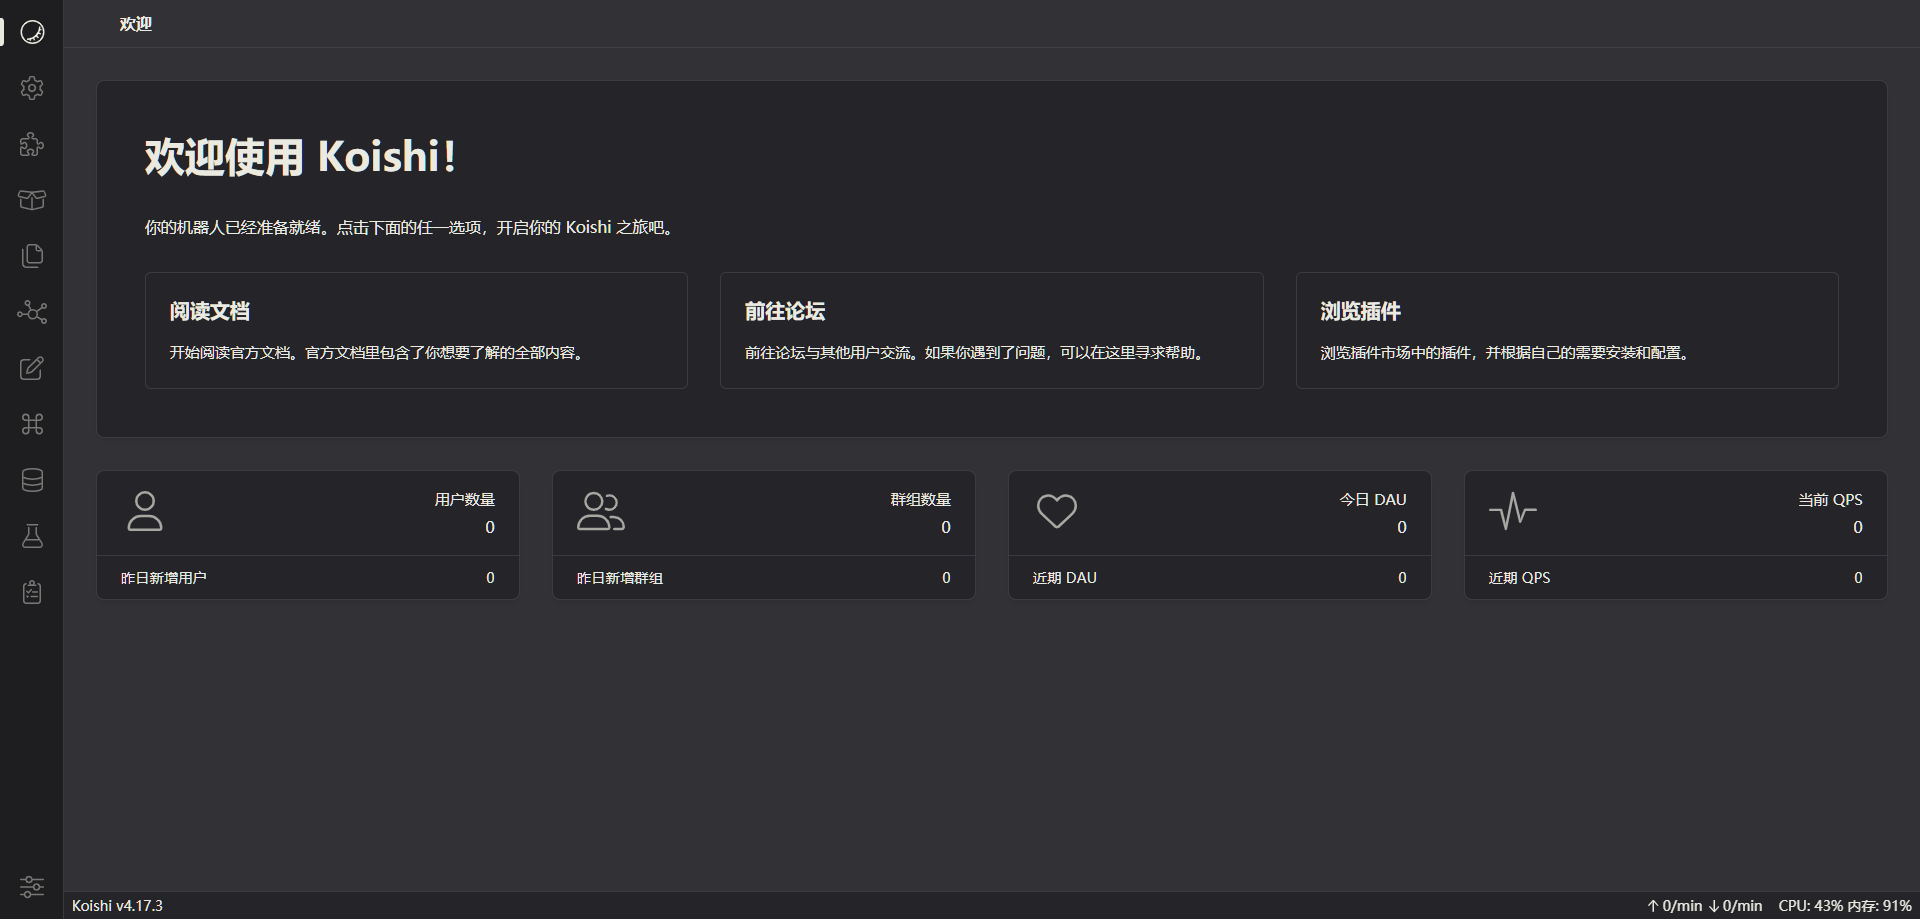 欢迎
欢迎使用 Koishi！
你的机器人已经准备就绪。点击下面的任一选项，开启你的 Koishi 之旅吧。
阅读文档
开始阅读官方文档。官方文档里包含了你想要了解的全部内容。
前往论坛
前往论坛与其他用户交流。如果你遇到了问题，可以在这里寻求帮助。
浏览插件
浏览插件市场中的插件，并根据自己的需要安装和配置。
用户数量
0
昨日新增用户 0
群组数量
0
昨日新增群组 0
今日 DAU
0
近期 DAU 0
当前 QPS
0
近期 QPS 0
Koishi v4.17.3
↑ 0/min ↓ 0/min CPU: 43% 内存: 91%